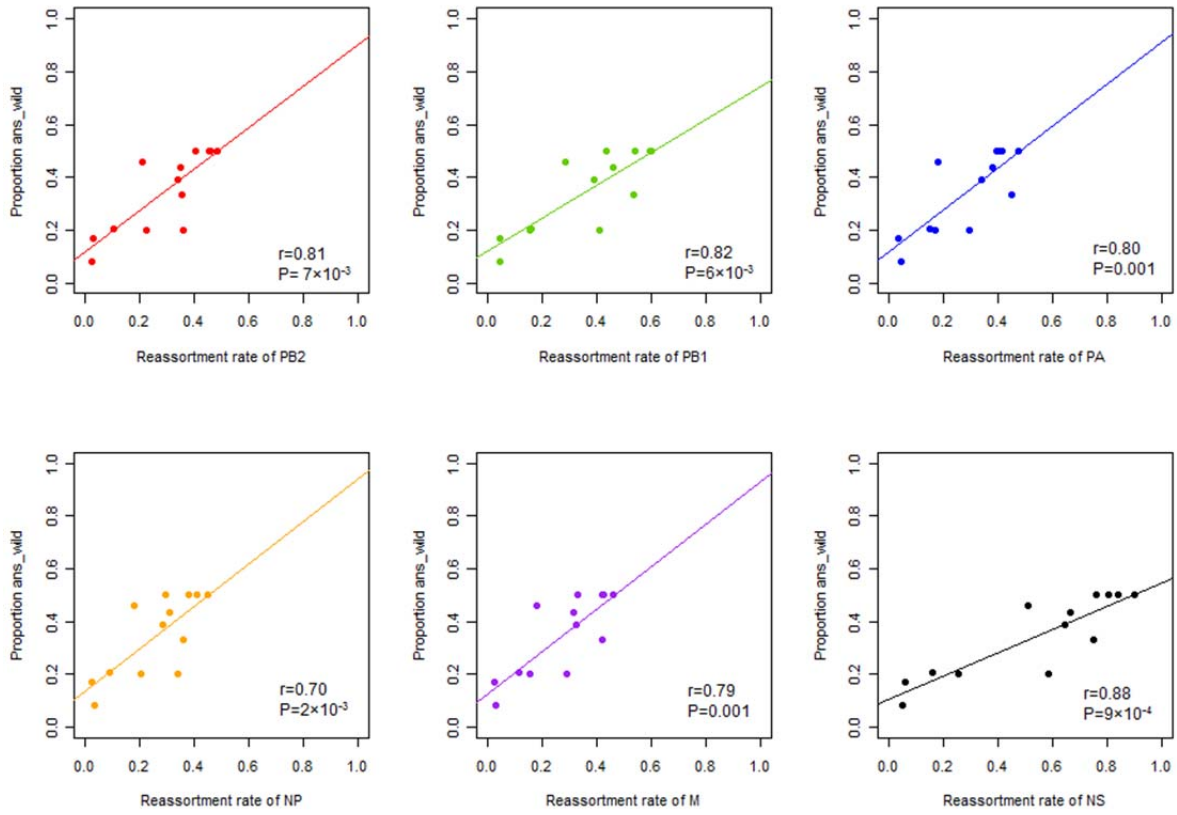 Proportion ans_wild
1.0
0.8
0.6
0.4
0.2
0.0
r=0.81
P= 7×10⁻³
0.0 0.2 0.4 0.6 0.8 1.0
Reassortment rate of PB2
Proportion ans_wild
1.0
0.8
0.6
0.4
0.2
0.0
r=0.82
P=6×10⁻³
0.0 0.2 0.4 0.6 0.8 1.0
Reassortment rate of PB1
Proportion ans_wild
1.0
0.8
0.6
0.4
0.2
0.0
r=0.80
P=0.001
0.0 0.2 0.4 0.6 0.8 1.0
Reassortment rate of PA
Proportion ans_wild
1.0
0.8
0.6
0.4
0.2
0.0
r=0.70
P=2×10⁻³
0.0 0.2 0.4 0.6 0.8 1.0
Reassortment rate of NP
Proportion ans_wild
1.0
0.8
0.6
0.4
0.2
0.0
r=0.79
P=0.001
0.0 0.2 0.4 0.6 0.8 1.0
Reassortment rate of M
Proportion ans_wild
1.0
0.8
0.6
0.4
0.2
0.0
r=0.88
P=9×10⁻⁴
0.0 0.2 0.4 0.6 0.8 1.0
Reassortment rate of NS